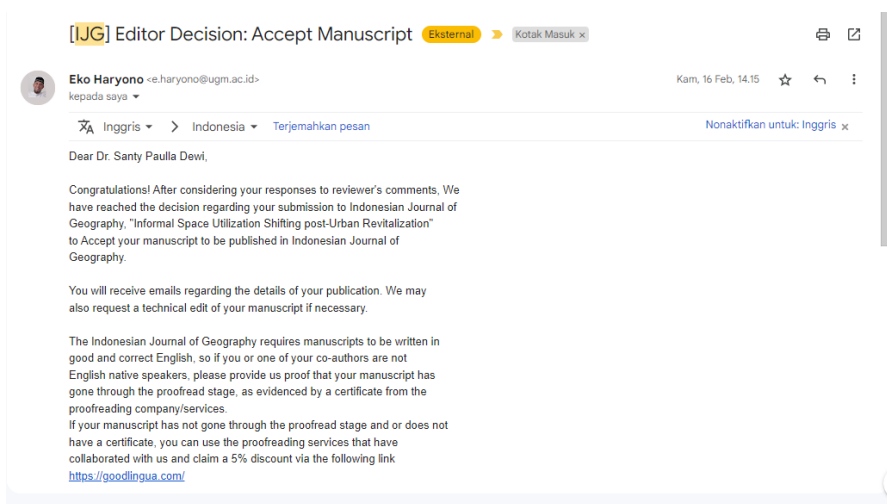 [IJG] Editor Decision: Accept Manuscript Eksternal Kotak Masuk ×
Eko Haryono <e.haryono@ugm.ac.id> Kam, 16 Feb, 14.15
kepada saya
Inggris > Indonesia Terjemahkan pesan Nonaktifkan untuk: Inggris ×
Dear Dr. Santy Paulla Dewi,
Congratulations! After considering your responses to reviewer's comments, We
have reached the decision regarding your submission to Indonesian Journal of
Geography, "Informal Space Utilization Shifting post-Urban Revitalization"
to Accept your manuscript to be published in Indonesian Journal of
Geography.
You will receive emails regarding the details of your publication. We may
also request a technical edit of your manuscript if necessary.
The Indonesian Journal of Geography requires manuscripts to be written in
good and correct English, so if you or one of your co-authors are not
English native speakers, please provide us proof that your manuscript has
gone through the proofread stage, as evidenced by a certificate from the
proofreading company/services.
If your manuscript has not gone through the proofread stage and or does not
have a certificate, you can use the proofreading services that have
collaborated with us and claim a 5% discount via the following link
https://goodlingua.com/